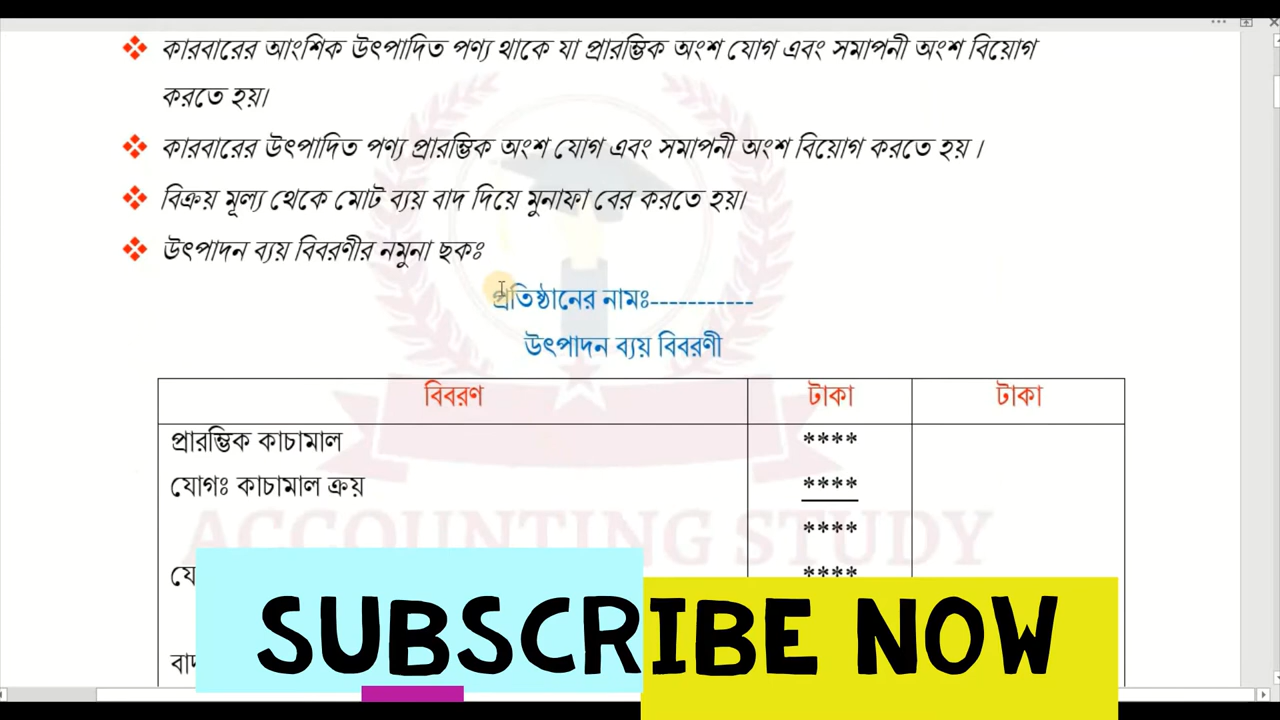 ❖ কারবারের আংশিক উৎপাদিত পণ্য থাকে যা প্রারম্ভিক অংশ যোগ এবং সমাপনী অংশ বিয়োগ
করতে হয়।
❖ কারবারের উৎপাদিত পণ্য প্রারম্ভিক অংশ যোগ এবং সমাপনী অংশ বিয়োগ করতে হয় ।
❖ বিক্রয় মূল্য থেকে মোট ব্যয় বাদ দিয়ে মুনাফা বের করতে হয়।
❖ উৎপাদন ব্যয় বিবরণীর নমুনা ছকঃ
প্রতিষ্ঠানের নামঃ-----------
উৎপাদন ব্যয় বিবরণী
বিবরণ টাকা টাকা
প্রারম্ভিক কাচামাল ****
যোগঃ কাচামাল ক্রয় ****
****
ACCOUNTING STUDY
যো ****
বাদ
SUBSCRIBE NOW